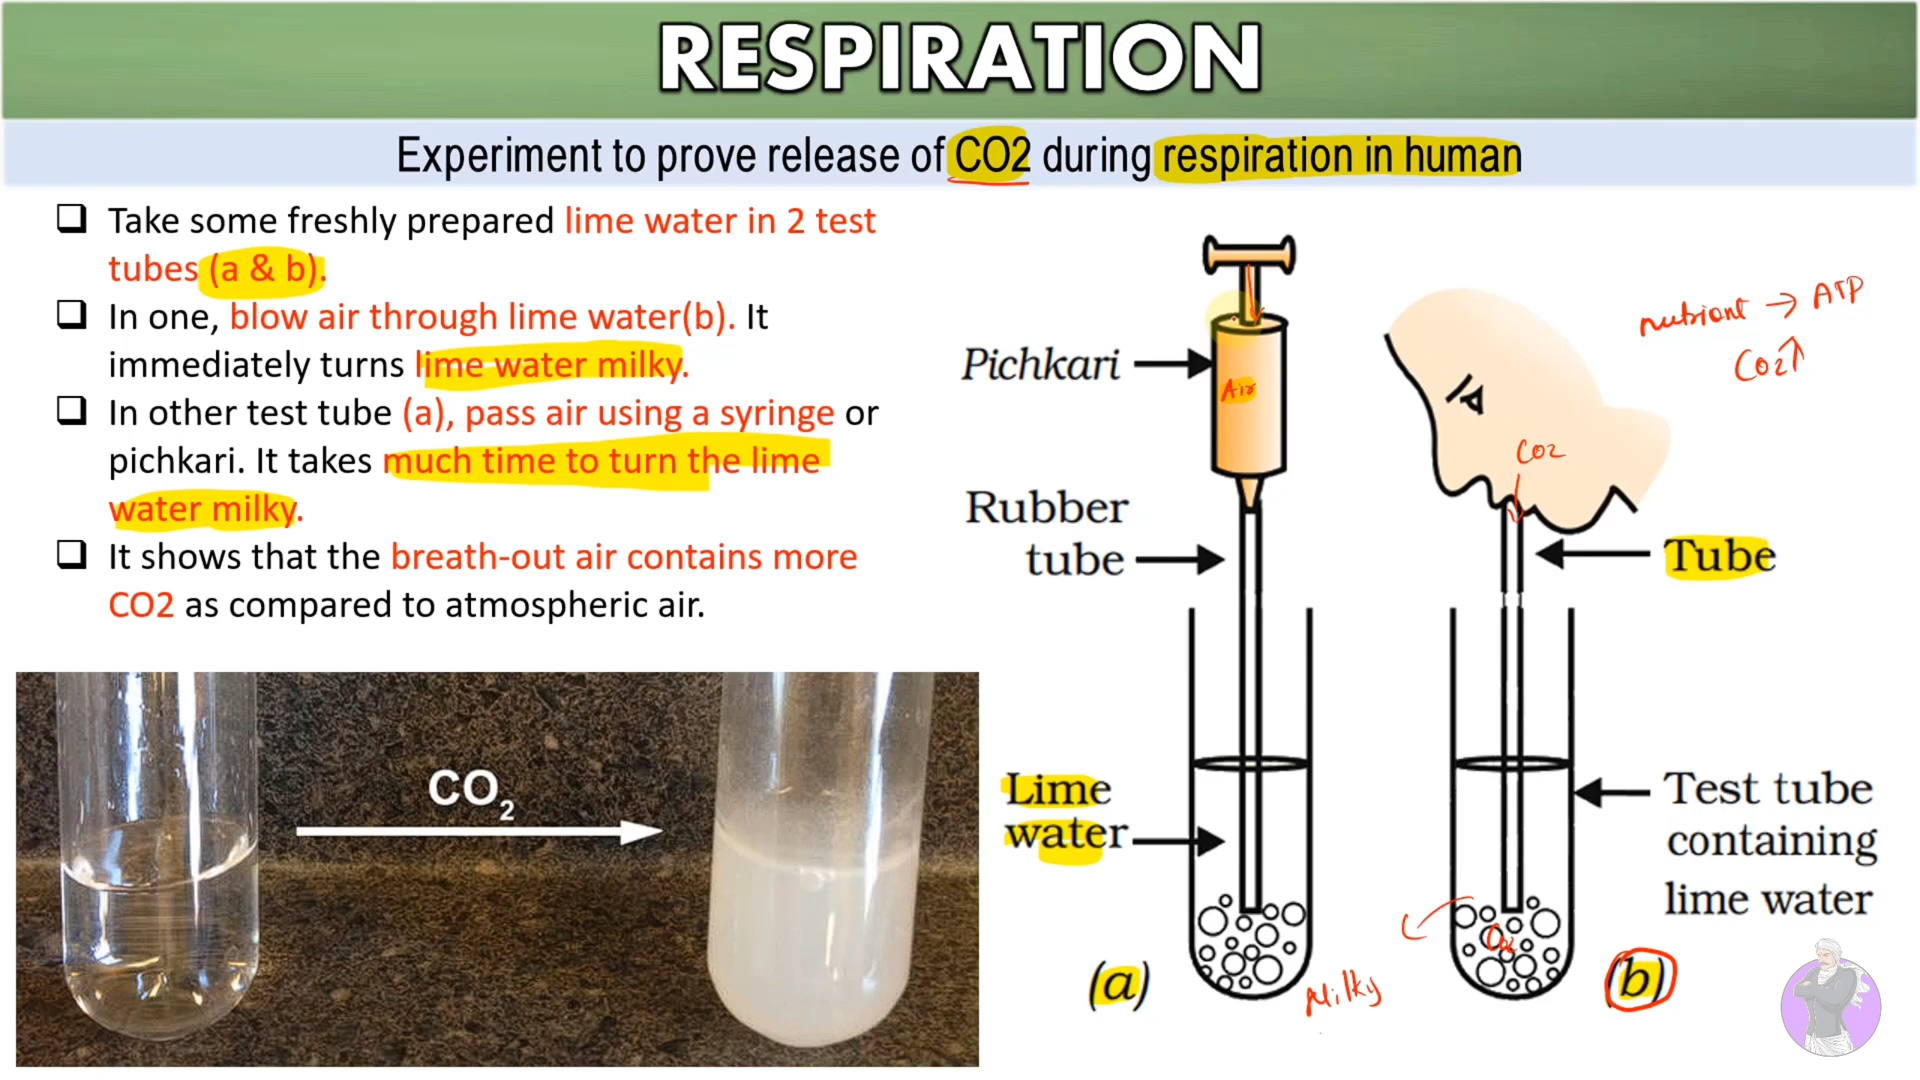 RESPIRATION
Experiment to prove release of CO2 during respiration in human
Take some freshly prepared lime water in 2 test
tubes (a & b).
In one, blow air through lime water(b). It
immediately turns lime water milky.
In other test tube (a), pass air using a syringe or
pichkari. It takes much time to turn the lime
water milky.
It shows that the breath-out air contains more
CO2 as compared to atmospheric air.
CO2
Pichkari
Air
Rubber
tube
Lime
water
(a)
nutrient → ATP
CO2↑
CO2
Tube
Test tube
containing
lime water
CO2
Milky
(b)